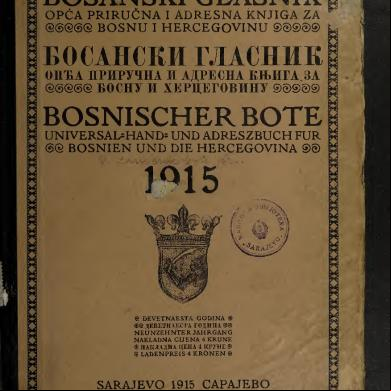 BOSANSKI GLASNIK
OPĆA PRIRUČNA I ADRESNA KNJIGA ZA
BOSNU I HERCEGOVINU
БОСАНСКИ ГЛАСНИК
ОПЋА ПРИРУЧНА И АДРЕСНА КЊИГА ЗА
БОСНУ И ХЕРЦЕГОВИНУ
BOSNISCHER BOTE
UNIVERSAL-HAND- UND ADRESZBUCH FUR
BOSNIEN UND DIE HERCEGOVINA
1915
SARAJEVO
DEVETNAESTA GODINA
ДЕВЕТНАЕСТА ГОДИНА
NEUNZEHNTER JAHRGANG
NAKLADNA CIJENA 4 KRUNE
НАКЛАДНА ЦЕНА 4 КРУНЕ
LADENPREIS 4 KRONEN
SARAJEVO 1915 САРАЈЕВО